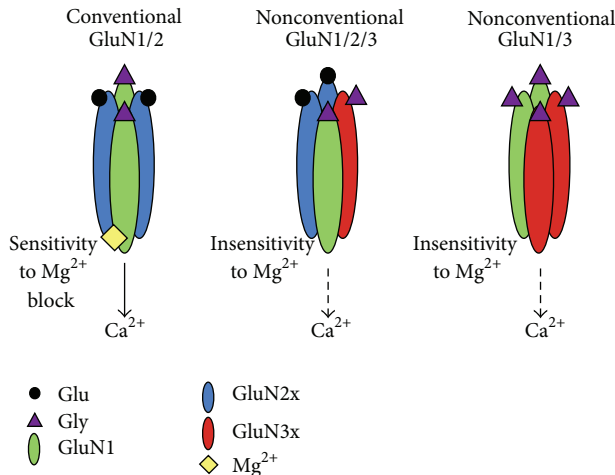 Conventional
GluN1/2
Nonconventional
GluN1/2/3
Nonconventional
GluN1/3
Sensitivity
to Mg²⁺
block
Insensitivity
to Mg²⁺
Insensitivity
to Mg²⁺
Ca²⁺
Ca²⁺
Ca²⁺
Glu
Gly
GluN1
GluN2x
GluN3x
Mg²⁺